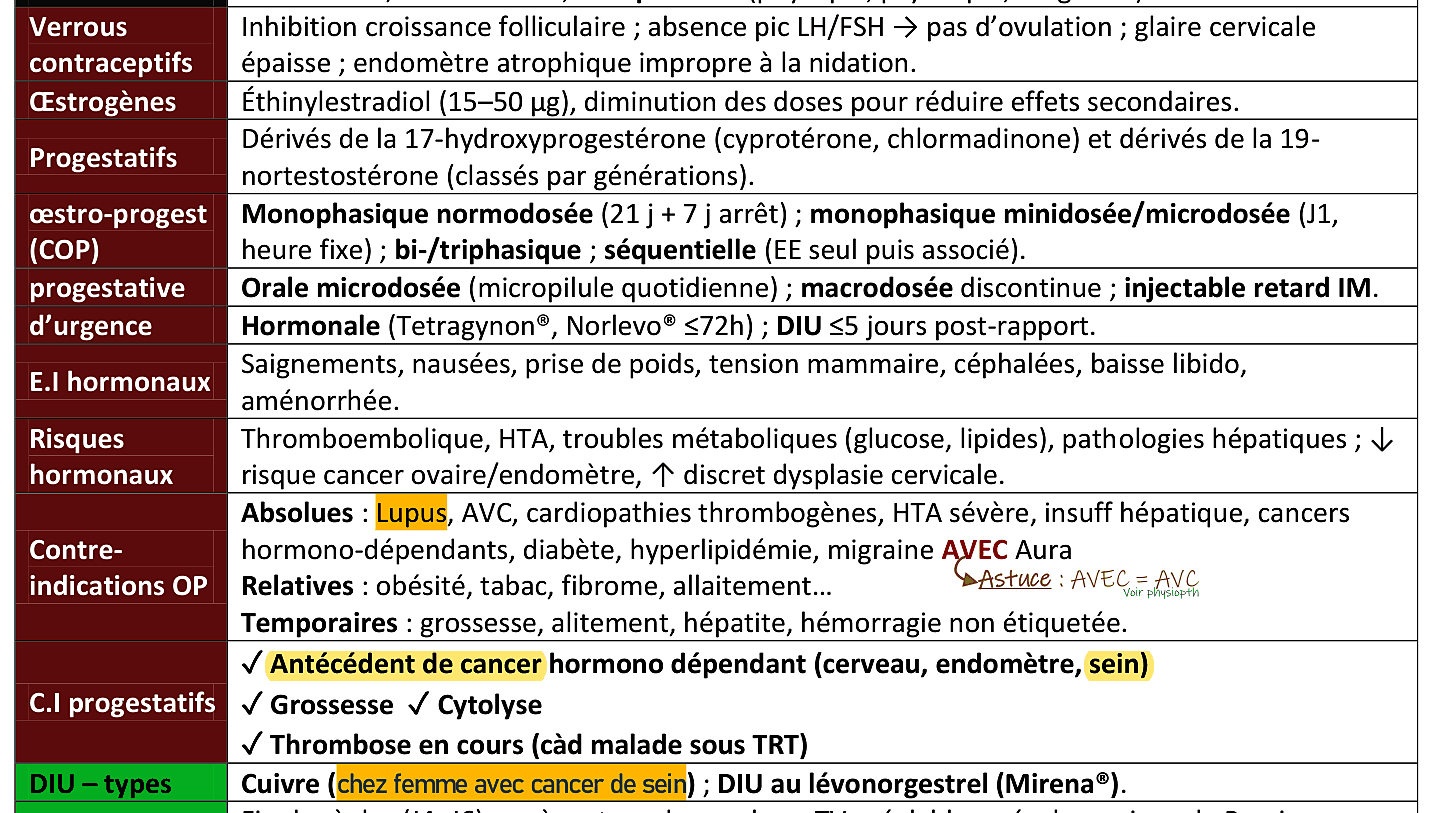 Verrous contraceptifs
Inhibition croissance folliculaire ; absence pic LH/FSH → pas d’ovulation ; glaire cervicale
épaisse ; endomètre atrophique impropre à la nidation.
Œstrogènes
Éthinylestradiol (15–50 µg), diminution des doses pour réduire effets secondaires.
Progestatifs
Dérivés de la 17-hydroxyprogestérone (cyprotérone, chlormadinone) et dérivés de la 19-
nortestostérone (classés par générations).
œstro-progest
(COP)
Monophasique normodosée (21 j + 7 j arrêt) ; monophasique minidosée/microdosée (J1,
heure fixe) ; bi-/triphasique ; séquentielle (EE seul puis associé).
progestative
Orale microdosée (micropilule quotidienne) ; macrodosée discontinue ; injectable retard IM.
d’urgence
Hormonale (Tetragynon®, Norlevo® ≤72h) ; DIU ≤5 jours post-rapport.
E.I hormonaux
Saignements, nausées, prise de poids, tension mammaire, céphalées, baisse libido,
aménorrhée.
Risques
hormonaux
Thromboembolique, HTA, troubles métaboliques (glucose, lipides), pathologies hépatiques ; ↓
risque cancer ovaire/endomètre, ↑ discret dysplasie cervicale.
Contre-
indications OP
Absolues : Lupus, AVC, cardiopathies thrombogènes, HTA sévère, insuff hépatique, cancers
hormono-dépendants, diabète, hyperlipidémie, migraine AVEC Aura
Astuce : AVEC = AVC
Voir physiopth
Relatives : obésité, tabac, fibrome, allaitement...
Temporaires : grossesse, alitement, hépatite, hémorragie non étiquetée.
C.I progestatifs
✓ Antécédent de cancer hormono dépendant (cerveau, endomètre, sein)
✓ Grossesse ✓ Cytolyse
✓ Thrombose en cours (càd malade sous TRT)
DIU – types
Cuivre (chez femme avec cancer de sein) ; DIU au lévonorgestrel (Mirena®).